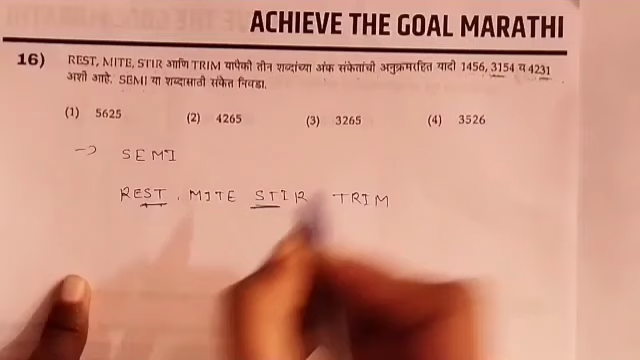 ACHIEVE THE GOAL MARATHI
16) REST, MITE, STIR आणि TRIM यापैकी तीन शब्दांच्या अंक संकेतांची अनुक्रमरहित यादी 1456, 3154 व 4231
अशी आहे. SEMI या शब्दासाठी संकेत निवडा.
(1) 5625 (2) 4265 (3) 3265 (4) 3526
→ SEMI
REST, MITE STIR TRIM